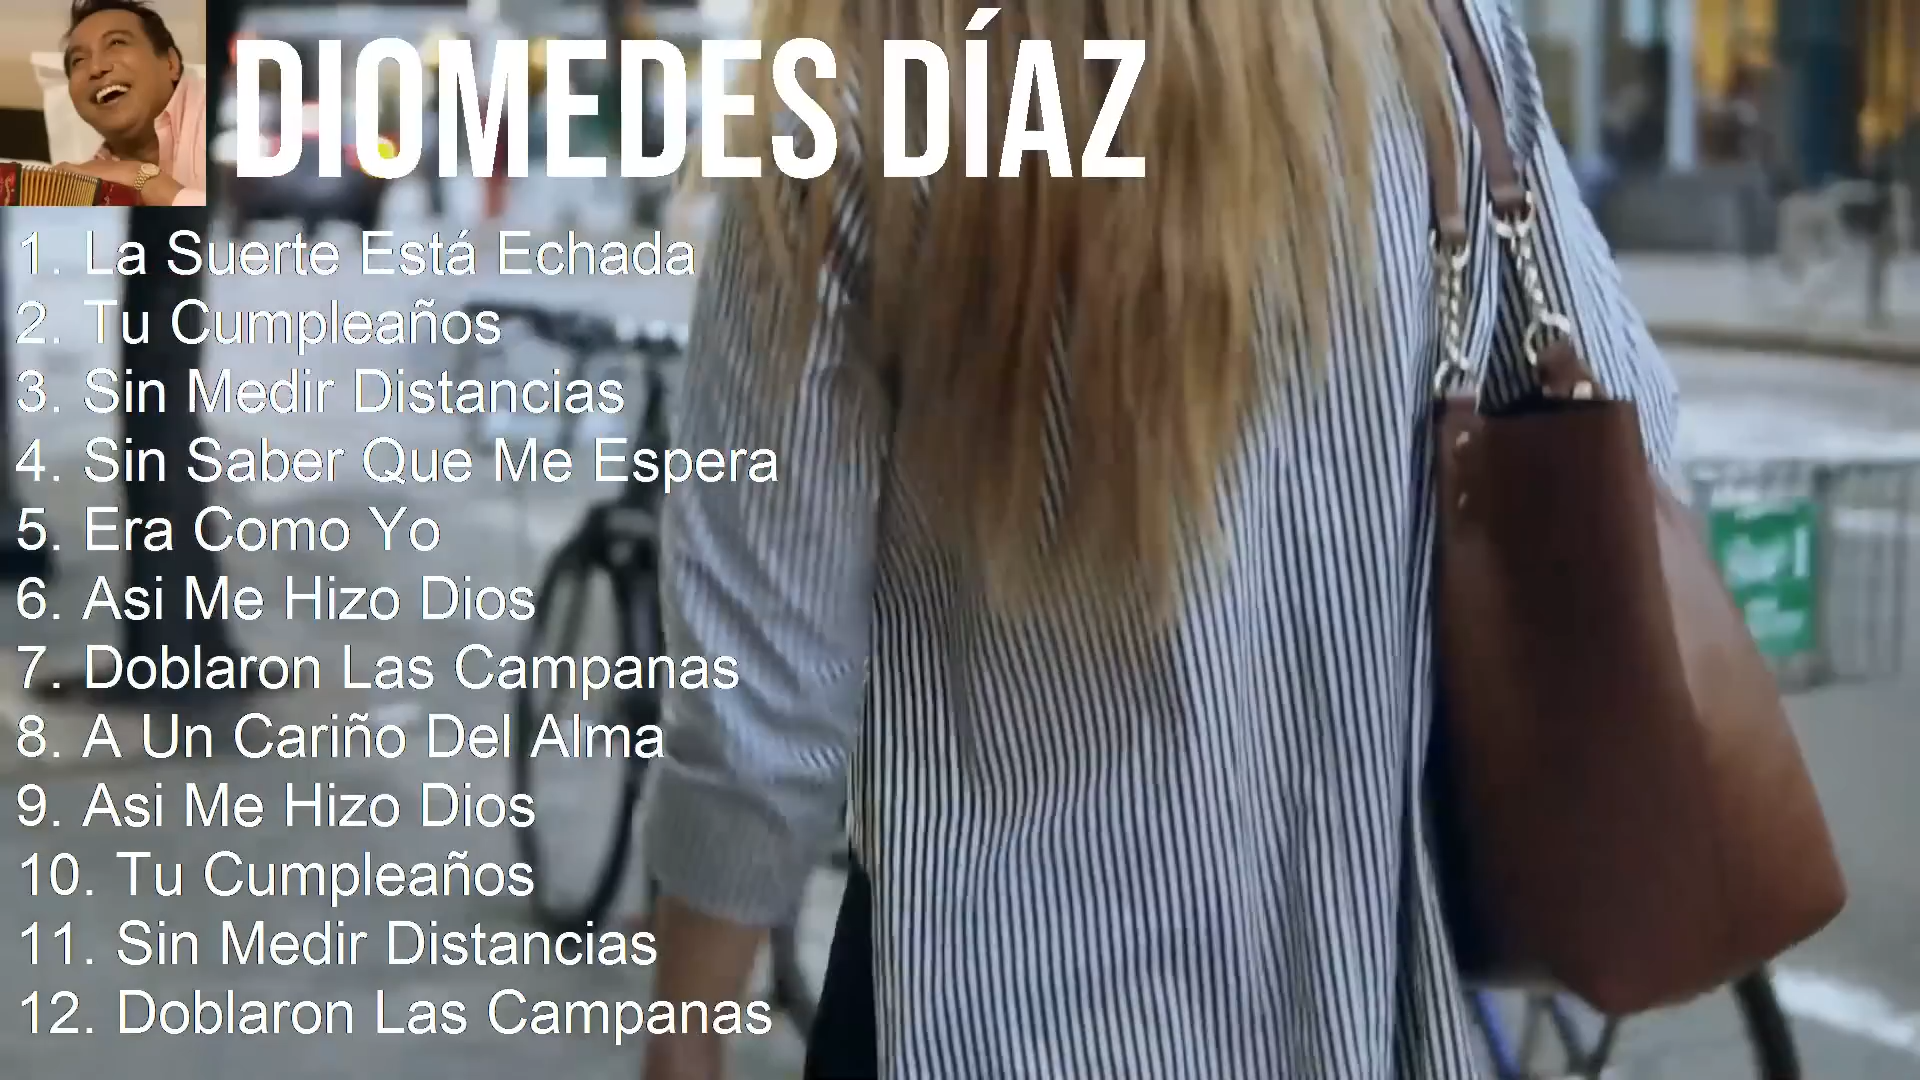 DIOMEDES DÍAZ
1. La Suerte Está Echada
2. Tu Cumpleaños
3. Sin Medir Distancias
4. Sin Saber Que Me Espera
5. Era Como Yo
6. Asi Me Hizo Dios
7. Doblaron Las Campanas
8. A Un Cariño Del Alma
9. Asi Me Hizo Dios
10. Tu Cumpleaños
11. Sin Medir Distancias
12. Doblaron Las Campanas